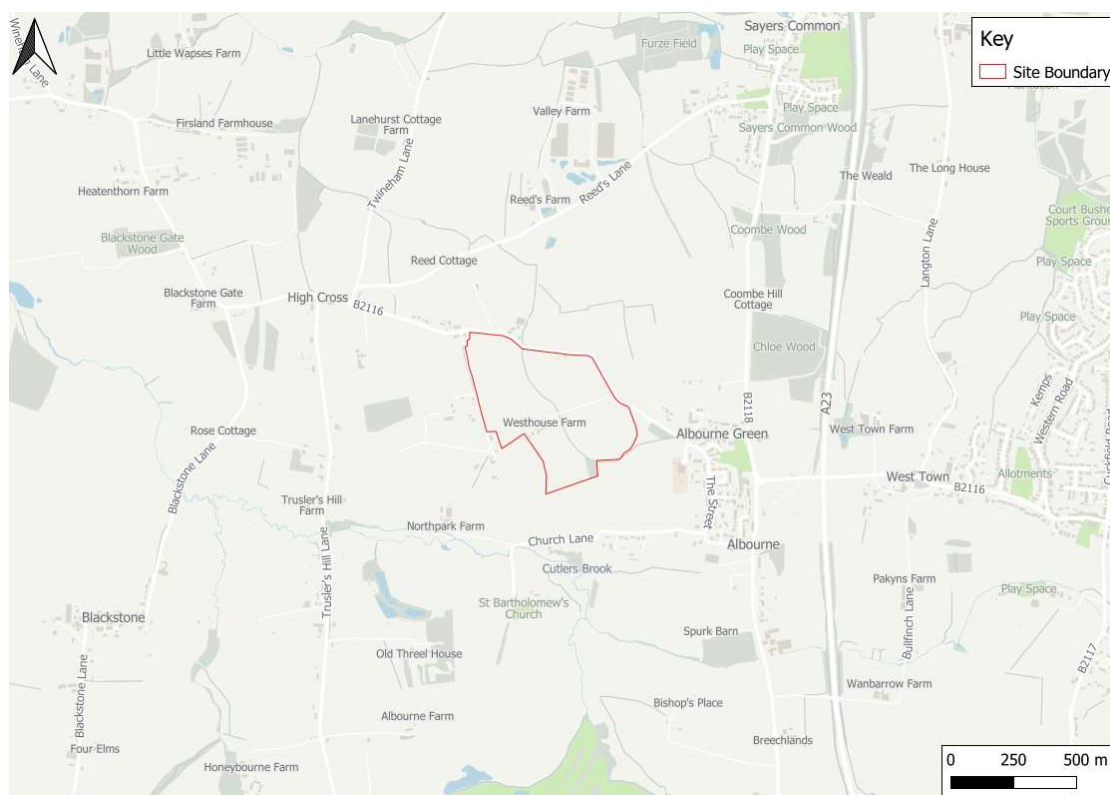 Wineham Lane
Little Wapses Farm
Sayers Common
Furze Field
Play Space
Key
Site Boundary
Firsland Farmhouse
Lanehurst Cottage
Farm
Valley Farm
Play Space
Sayers Common Wood
Twineham Lane
Heatenthorn Farm
Reed's Farm
Reed's Lane
The Weald
The Long House
Blackstone Gate
Wood
Coombe Wood
Langton Lane
Play Space
Reed Cottage
Blackstone Gate
Farm
High Cross
B2116
Coombe Hill
Cottage
Play Space
Chloe Wood
Kemps
Western Road
B2118
A23
Rose Cottage
Westhouse Farm
Albourne Green
West Town Farm
Blackstone Lane
The Street
West Town
B2116
Allotments
Trusler's Hill
Farm
Northpark Farm
Church Lane
Albourne
Trusler's Hill Lane
Cutlers Brook
Pakyns Farm
Play Space
Bullfinch Lane
Blackstone
St Bartholomew's
Church
Spurk Barn
Old Threel House
B2117
Wanbarrow Farm
Blackstone Lane
Albourne Farm
Bishop's Place
Breechlands
Four Elms
Honeybourne Farm
0 250 500 m